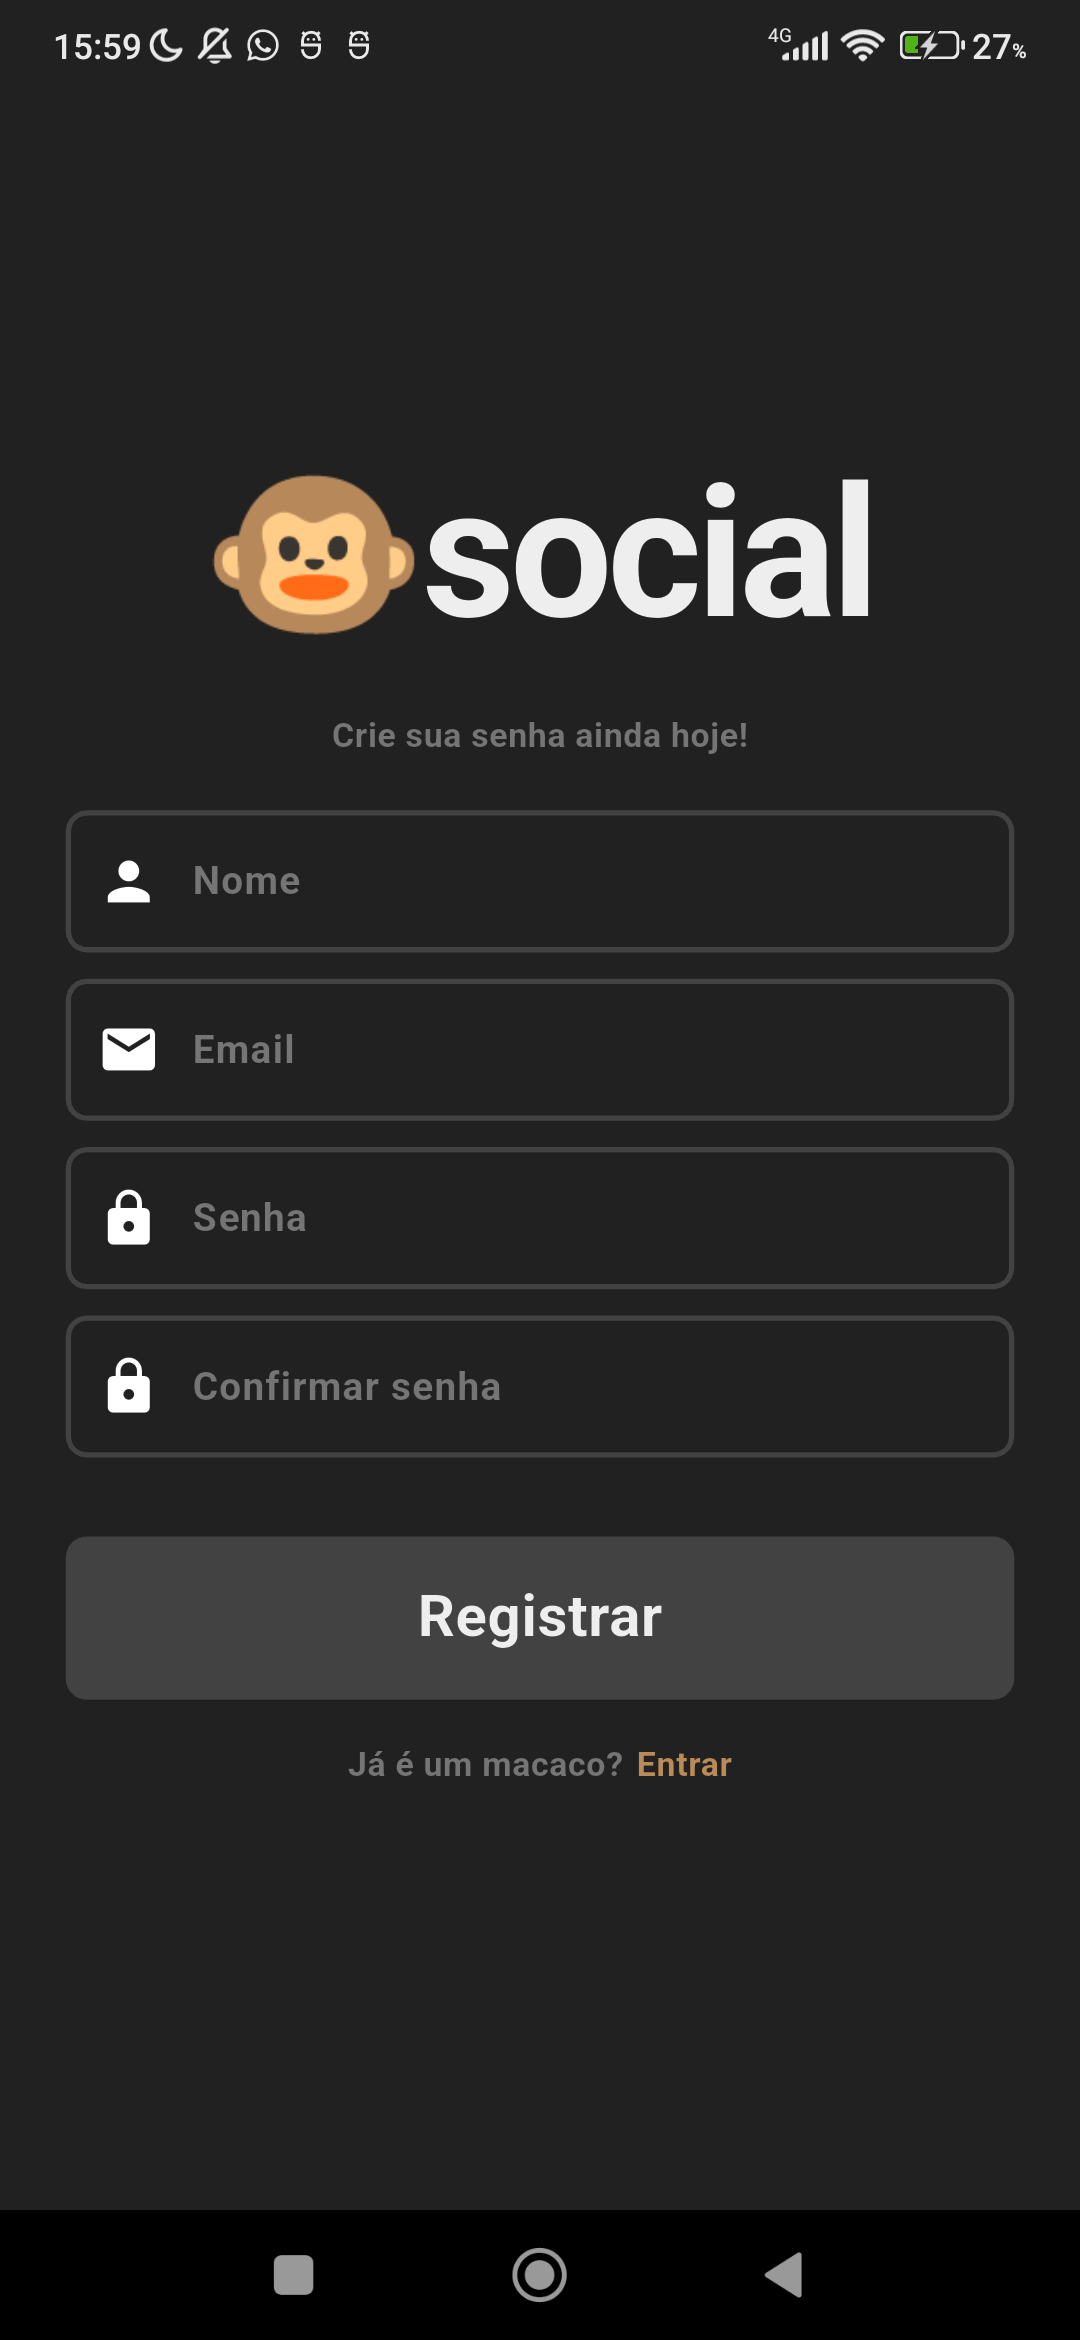 15:59 4G 27%
social
Crie sua senha ainda hoje!
Nome
Email
Senha
Confirmar senha
Registrar
Já é um macaco? Entrar